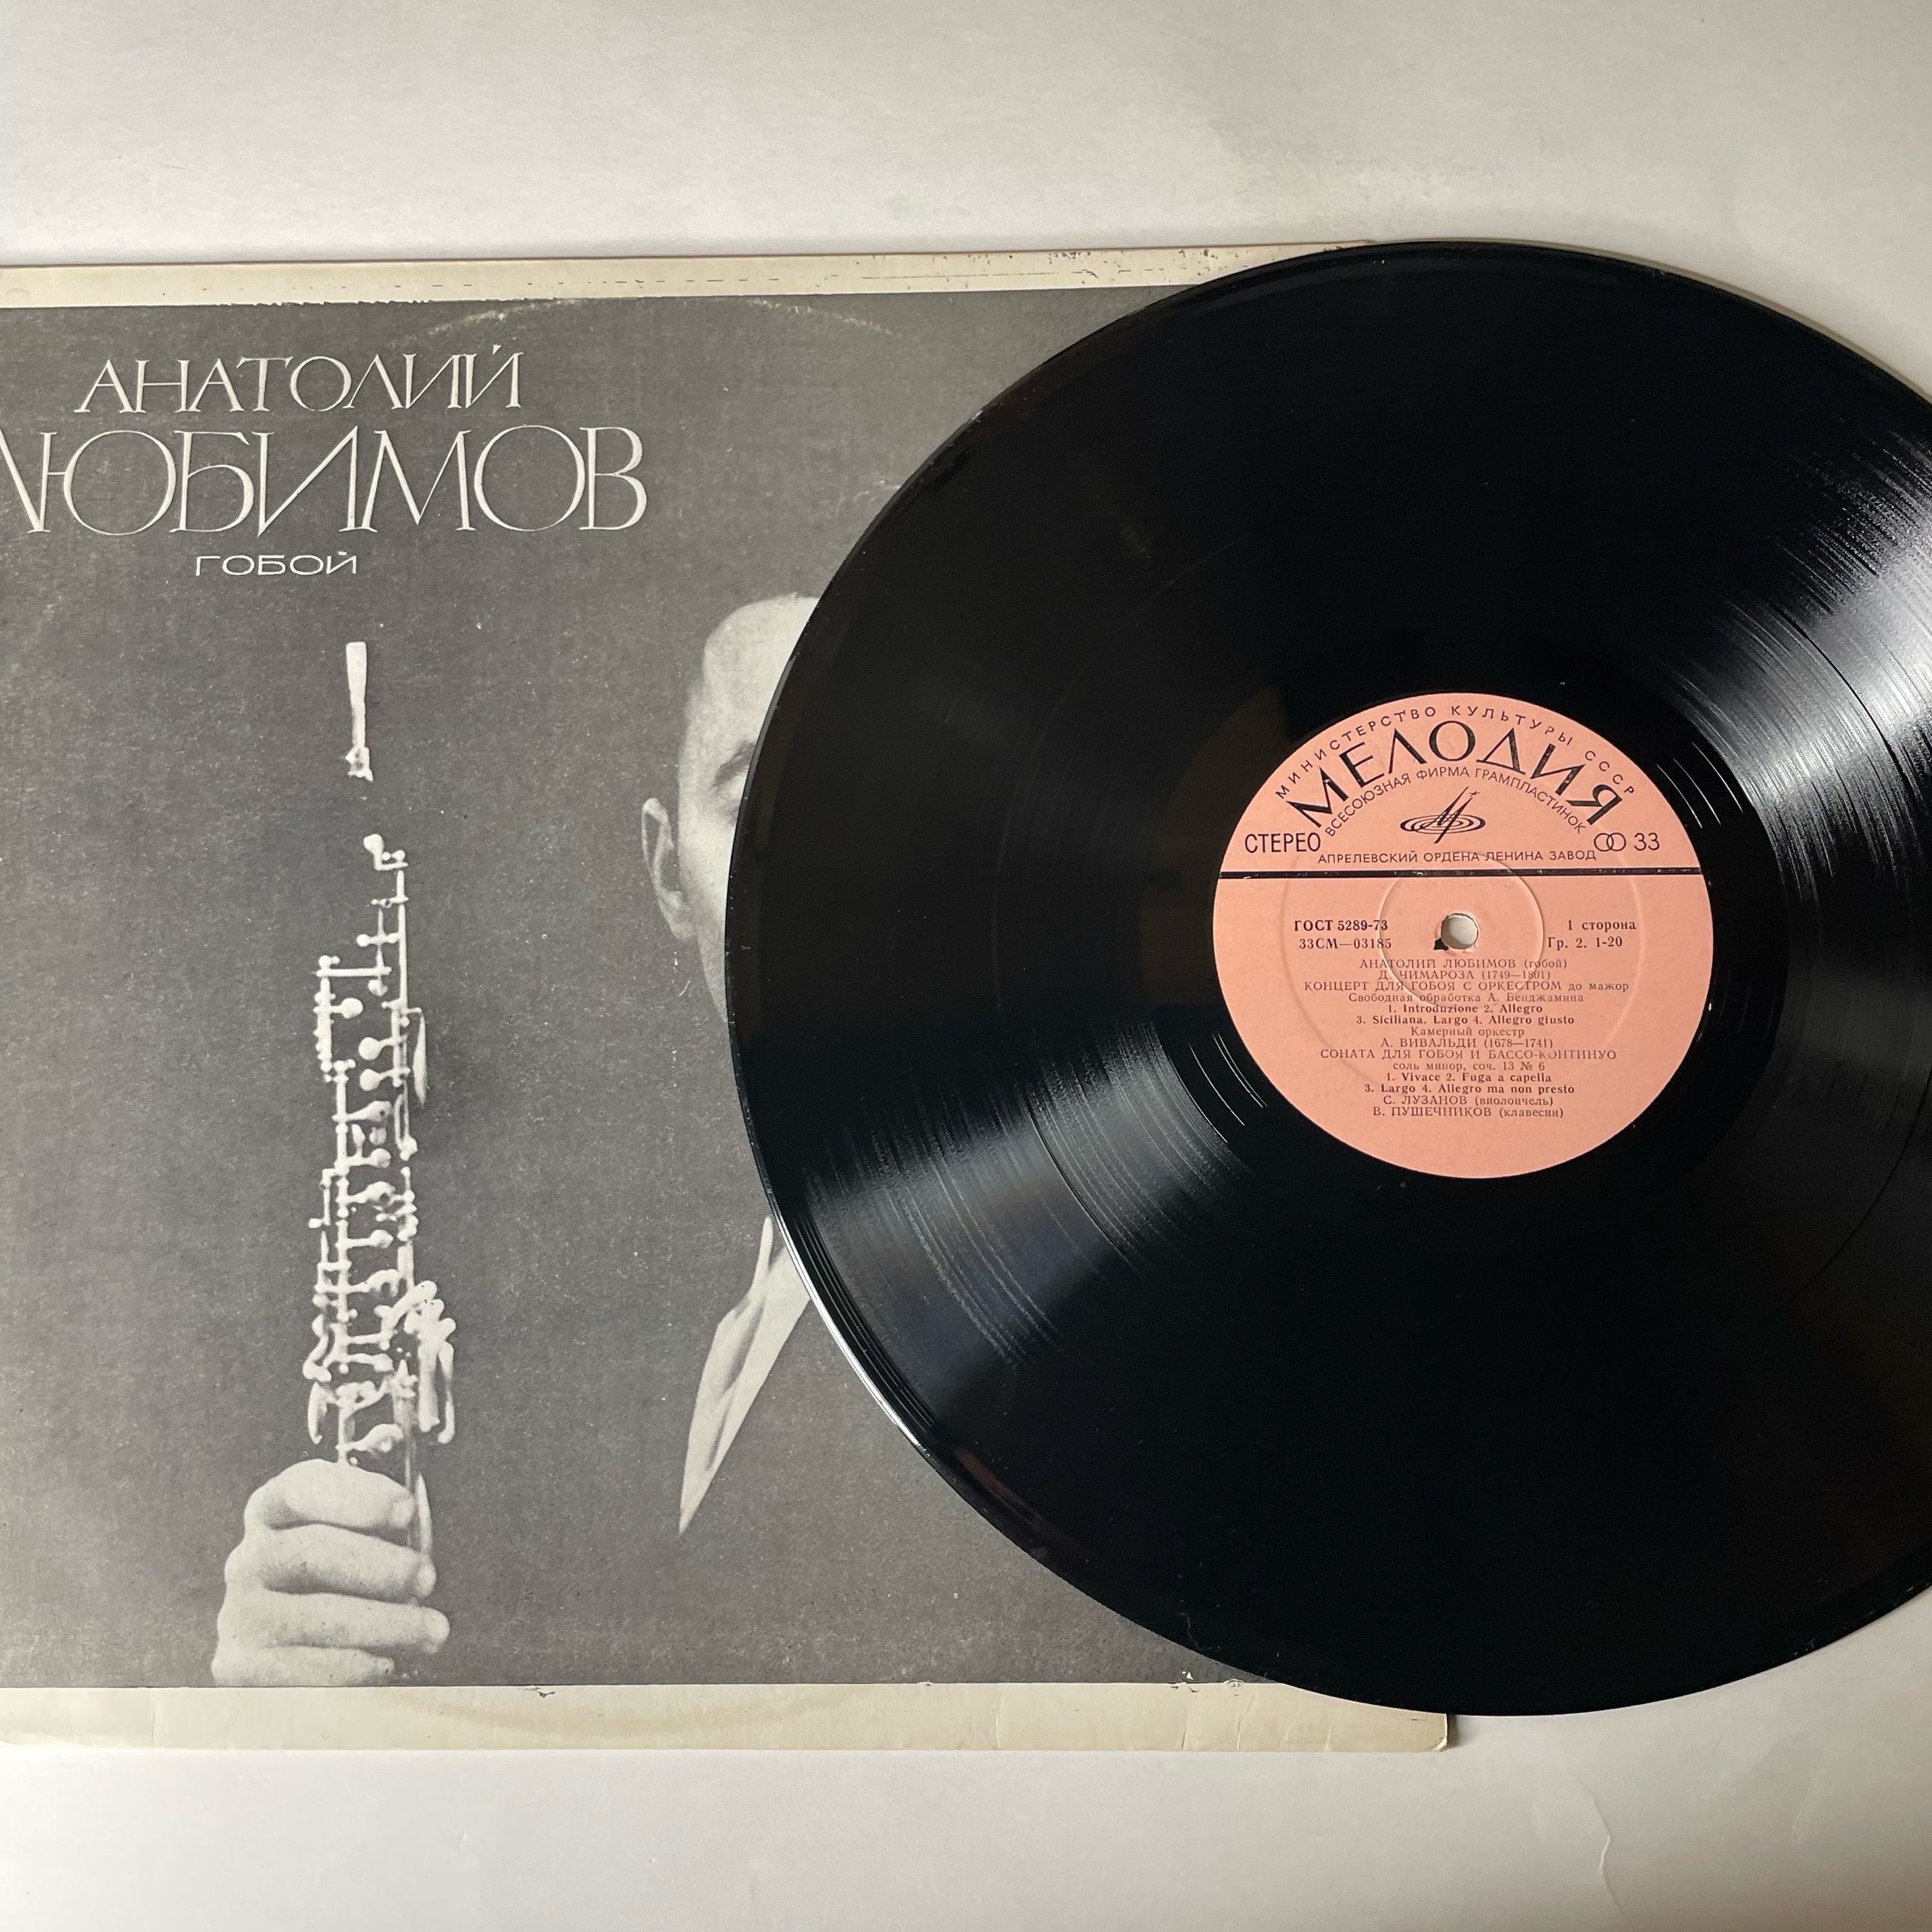 АНАТОЛИЙ
ЛЮБИМОВ
ГОБОЙ
МИНИСТЕРСТВО КУЛЬТУРЫ СССР
МЕЛОДИЯ
ВСЕСОЮЗНАЯ ФИРМА ГРАМПЛАСТИНОК
СТЕРЕО
33
АПРЕЛЕВСКИЙ ОРДЕНА ЛЕНИНА ЗАВОД
ГОСТ 5289-73 1 сторона
33СМ—03185 Гр. 2. 1-20
АНАТОЛИЙ ЛЮБИМОВ (гобой)
Д. ЧИМАРОЗА (1749—1801)
КОНЦЕРТ ДЛЯ ГОБОЯ С ОРКЕСТРОМ до мажор
Свободная обработка А. Бенджамина
1. Introduzione 2. Allegro
3. Siciliana. Largo 4. Allegro giusto
Камерный оркестр
А. ВИВАЛЬДИ (1678—1741)
СОНАТА ДЛЯ ГОБОЯ И БАССО-КОНТИНУО
соль минор, соч. 13 № 6
1. Vivace 2. Fuga a capella
3. Largo 4. Allegro ma non presto
С. ЛУЗАНОВ (виолончель)
В. ПУШЕЧНИКОВ (клавесин)